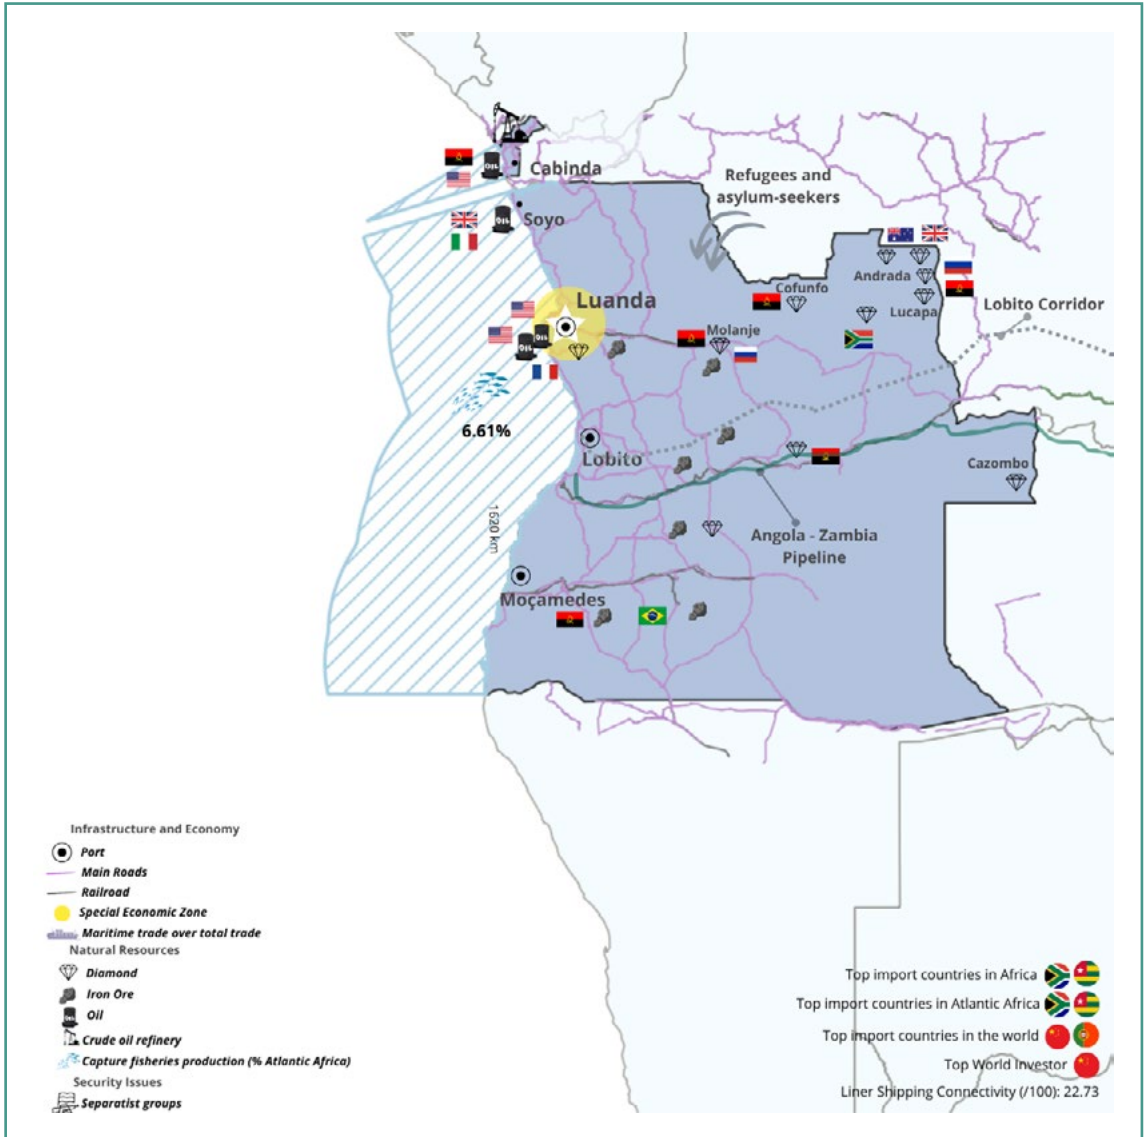 Cabinda
Refugees and
asylum-seekers
Soyo
Andrada
Cofunfo
Luanda
Lobito Corridor
Lucapa
Molanje
6.61%
Lobito
Cazombo
1620 km
Angola - Zambia
Pipeline
Moçamedes
Infrastructure and Economy
Port
Main Roads
Railroad
Special Economic Zone
Maritime trade over total trade
Natural Resources
Diamond
Iron Ore
Oil
Crude oil refinery
Capture fisheries production (% Atlantic Africa)
Security Issues
Separatist groups
Top import countries in Africa
Top import countries in Atlantic Africa
Top import countries in the world
Top World Investor
Liner Shipping Connectivity (/100): 22.73